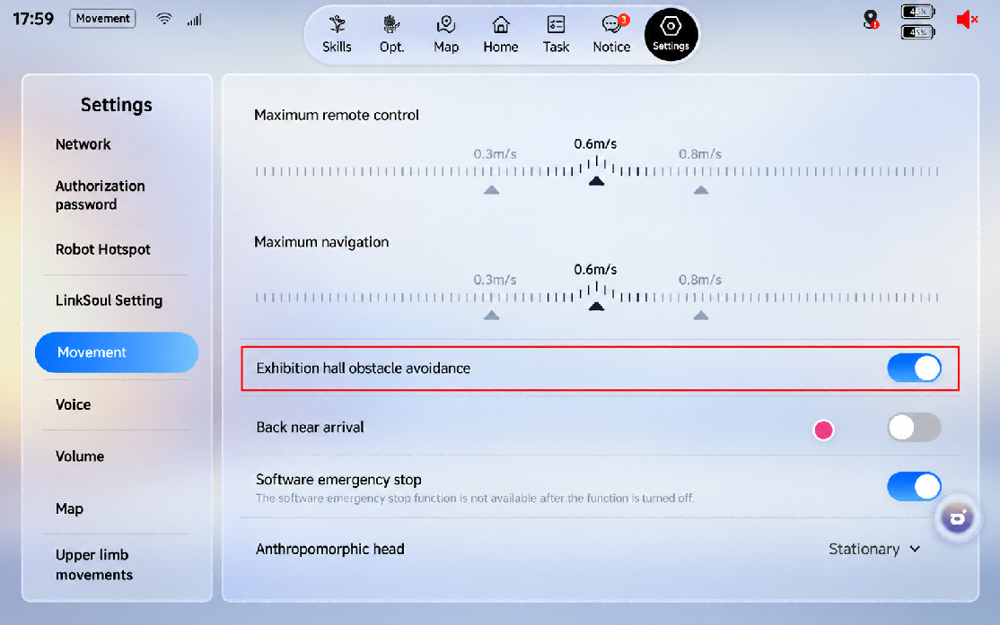 17:59
Movement
Skills
Opt.
Map
Home
Task
Notice
3
Settings
45%
45%
Settings
Network
Authorization
password
Robot Hotspot
LinkSoul Setting
Movement
Voice
Volume
Map
Upper limb
movements
Maximum remote control
0.3m/s
0.6m/s
0.8m/s
Maximum navigation
0.3m/s
0.6m/s
0.8m/s
Exhibition hall obstacle avoidance
Back near arrival
Software emergency stop
The software emergency stop function is not available after the function is turned off.
Anthropomorphic head
Stationary